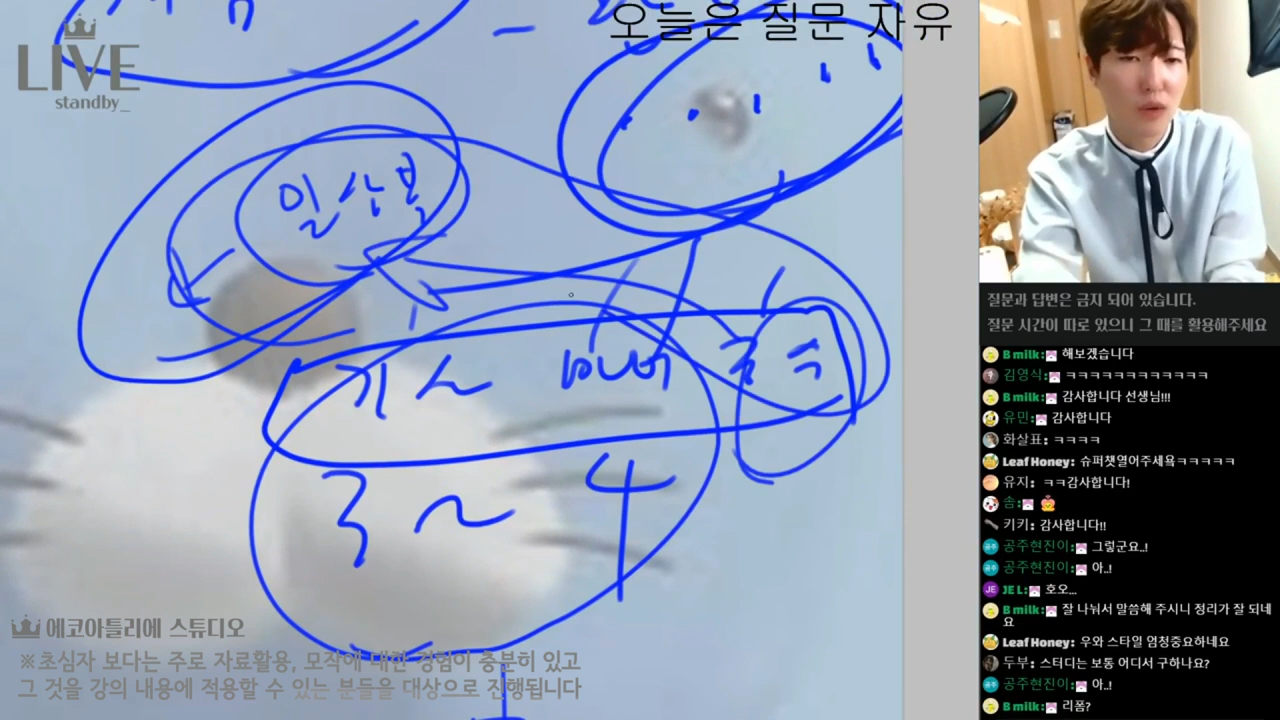 오늘은 질문 자유
LIVE
standby_
일상복
3 ~ 4
에코아틀리에 스튜디오
※초심자 보다는 주로 자료활용, 모작에 대한 경험이 충분히 있고
그 것을 강의 내용에 적용할 수 있는 분들을 대상으로 진행됩니다
질문과 답변은 금지 되어 있습니다.
질문 시간이 따로 있으니 그 때를 활용해주세요
B milk: 해보겠습니다
김영식: ㅋㅋㅋㅋㅋㅋㅋㅋㅋㅋㅋㅋ
B milk: 감사합니다 선생님!!!
유민: 감사합니다
화살표: ㅋㅋㅋㅋ
Leaf Honey: 슈퍼챗열어주세욬ㅋㅋㅋㅋㅋ
유지: ㅋㅋ감사합니다!
솜:
키키: 감사합니다!!
공주 공주현진이: 그렇군요..!
공주 공주현진이: 아..!
JE JE L: 호오...
B milk: 잘 나눠서 말씀해 주시니 정리가 잘 되네
요
Leaf Honey: 우와 스타일 엄청중요하네요
두부: 스터디는 보통 어디서 구하나요?
공주 공주현진이: 아..!
B milk: 리폼?